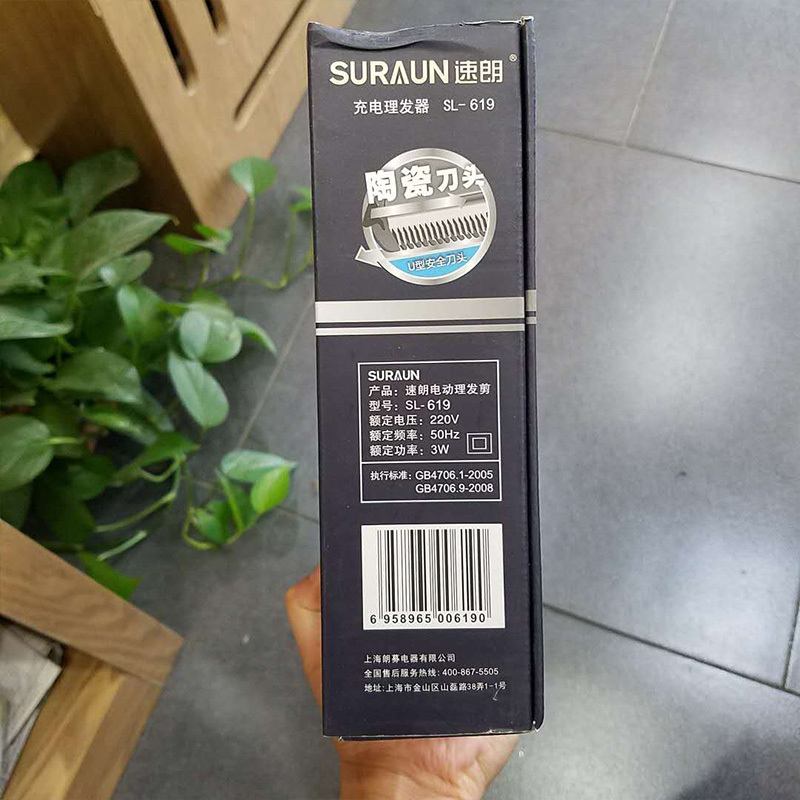 SURAUN 速朗®
充电理发器 SL-619
陶瓷刀头
U型安全刀头
SURAUN
产品：速朗电动理发剪
型号：SL-619
额定电压：220V
额定频率：50Hz
额定功率：3W
执行标准：GB4706.1-2005
GB4706.9-2008
6 958965 006190
上海朗募电器有限公司
全国售后服务热线：400-867-5505
地址：上海市金山区山磊路38弄1-1号